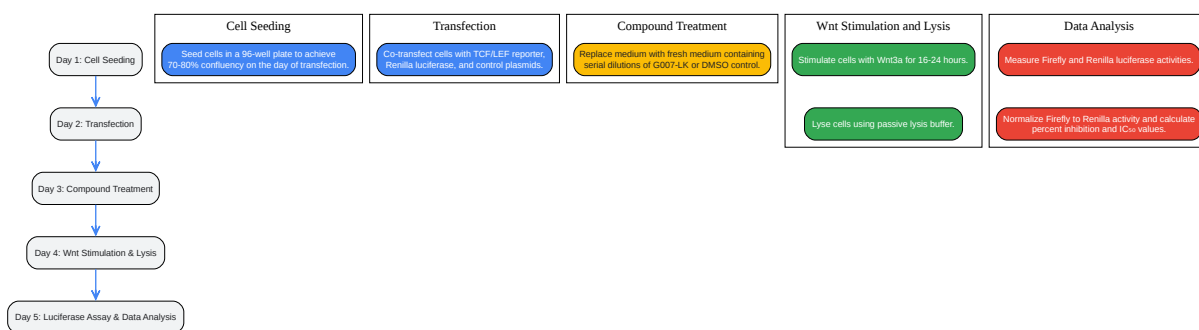 Cell Seeding
Seed cells in a 96-well plate to achieve
70-80% confluency on the day of transfection.
Transfection
Co-transfect cells with TCF/LEF reporter,
Renilla luciferase, and control plasmids.
Compound Treatment
Replace medium with fresh medium containing
serial dilutions of G007-LK or DMSO control.
Wnt Stimulation and Lysis
Stimulate cells with Wnt3a for 16-24 hours.
Lyse cells using passive lysis buffer.
Data Analysis
Measure Firefly and Renilla luciferase activities.
Normalize Firefly to Renilla activity and calculate
percent inhibition and IC₅₀ values.
Day 1: Cell Seeding
Day 2: Transfection
Day 3: Compound Treatment
Day 4: Wnt Stimulation & Lysis
Day 5: Luciferase Assay & Data Analysis